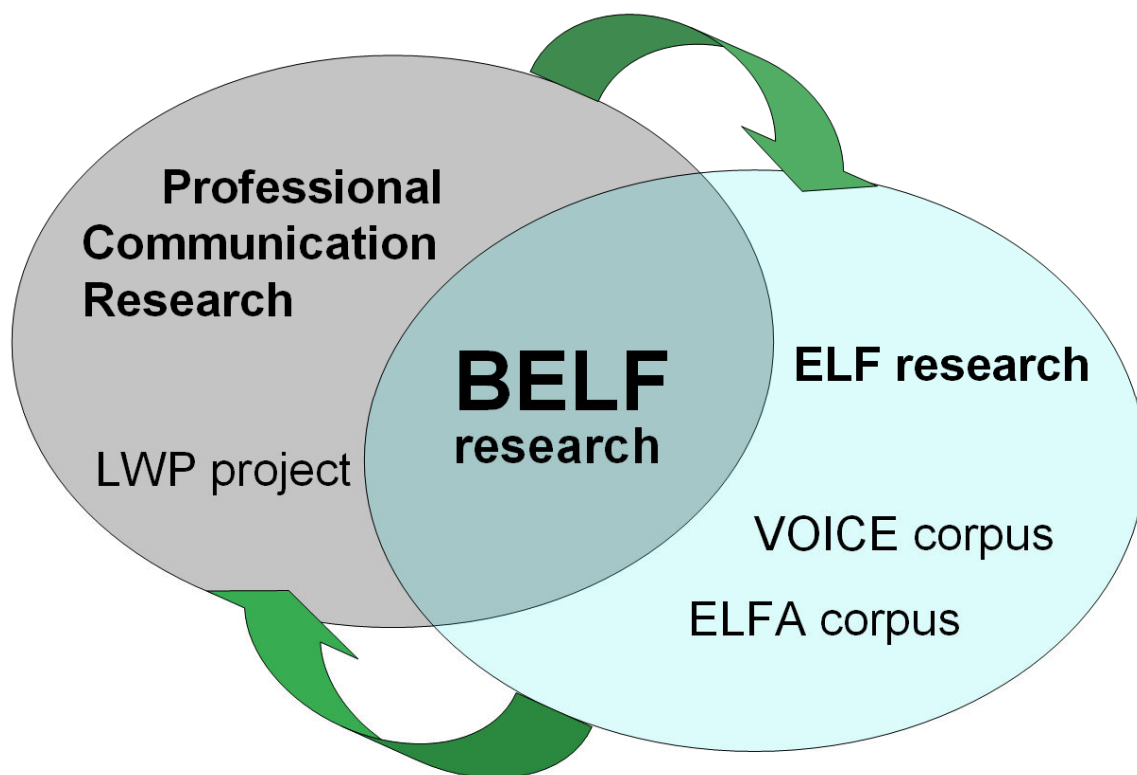 Professional
Communication
Research
LWP project
BELF
research
ELF research
VOICE corpus
ELFA corpus